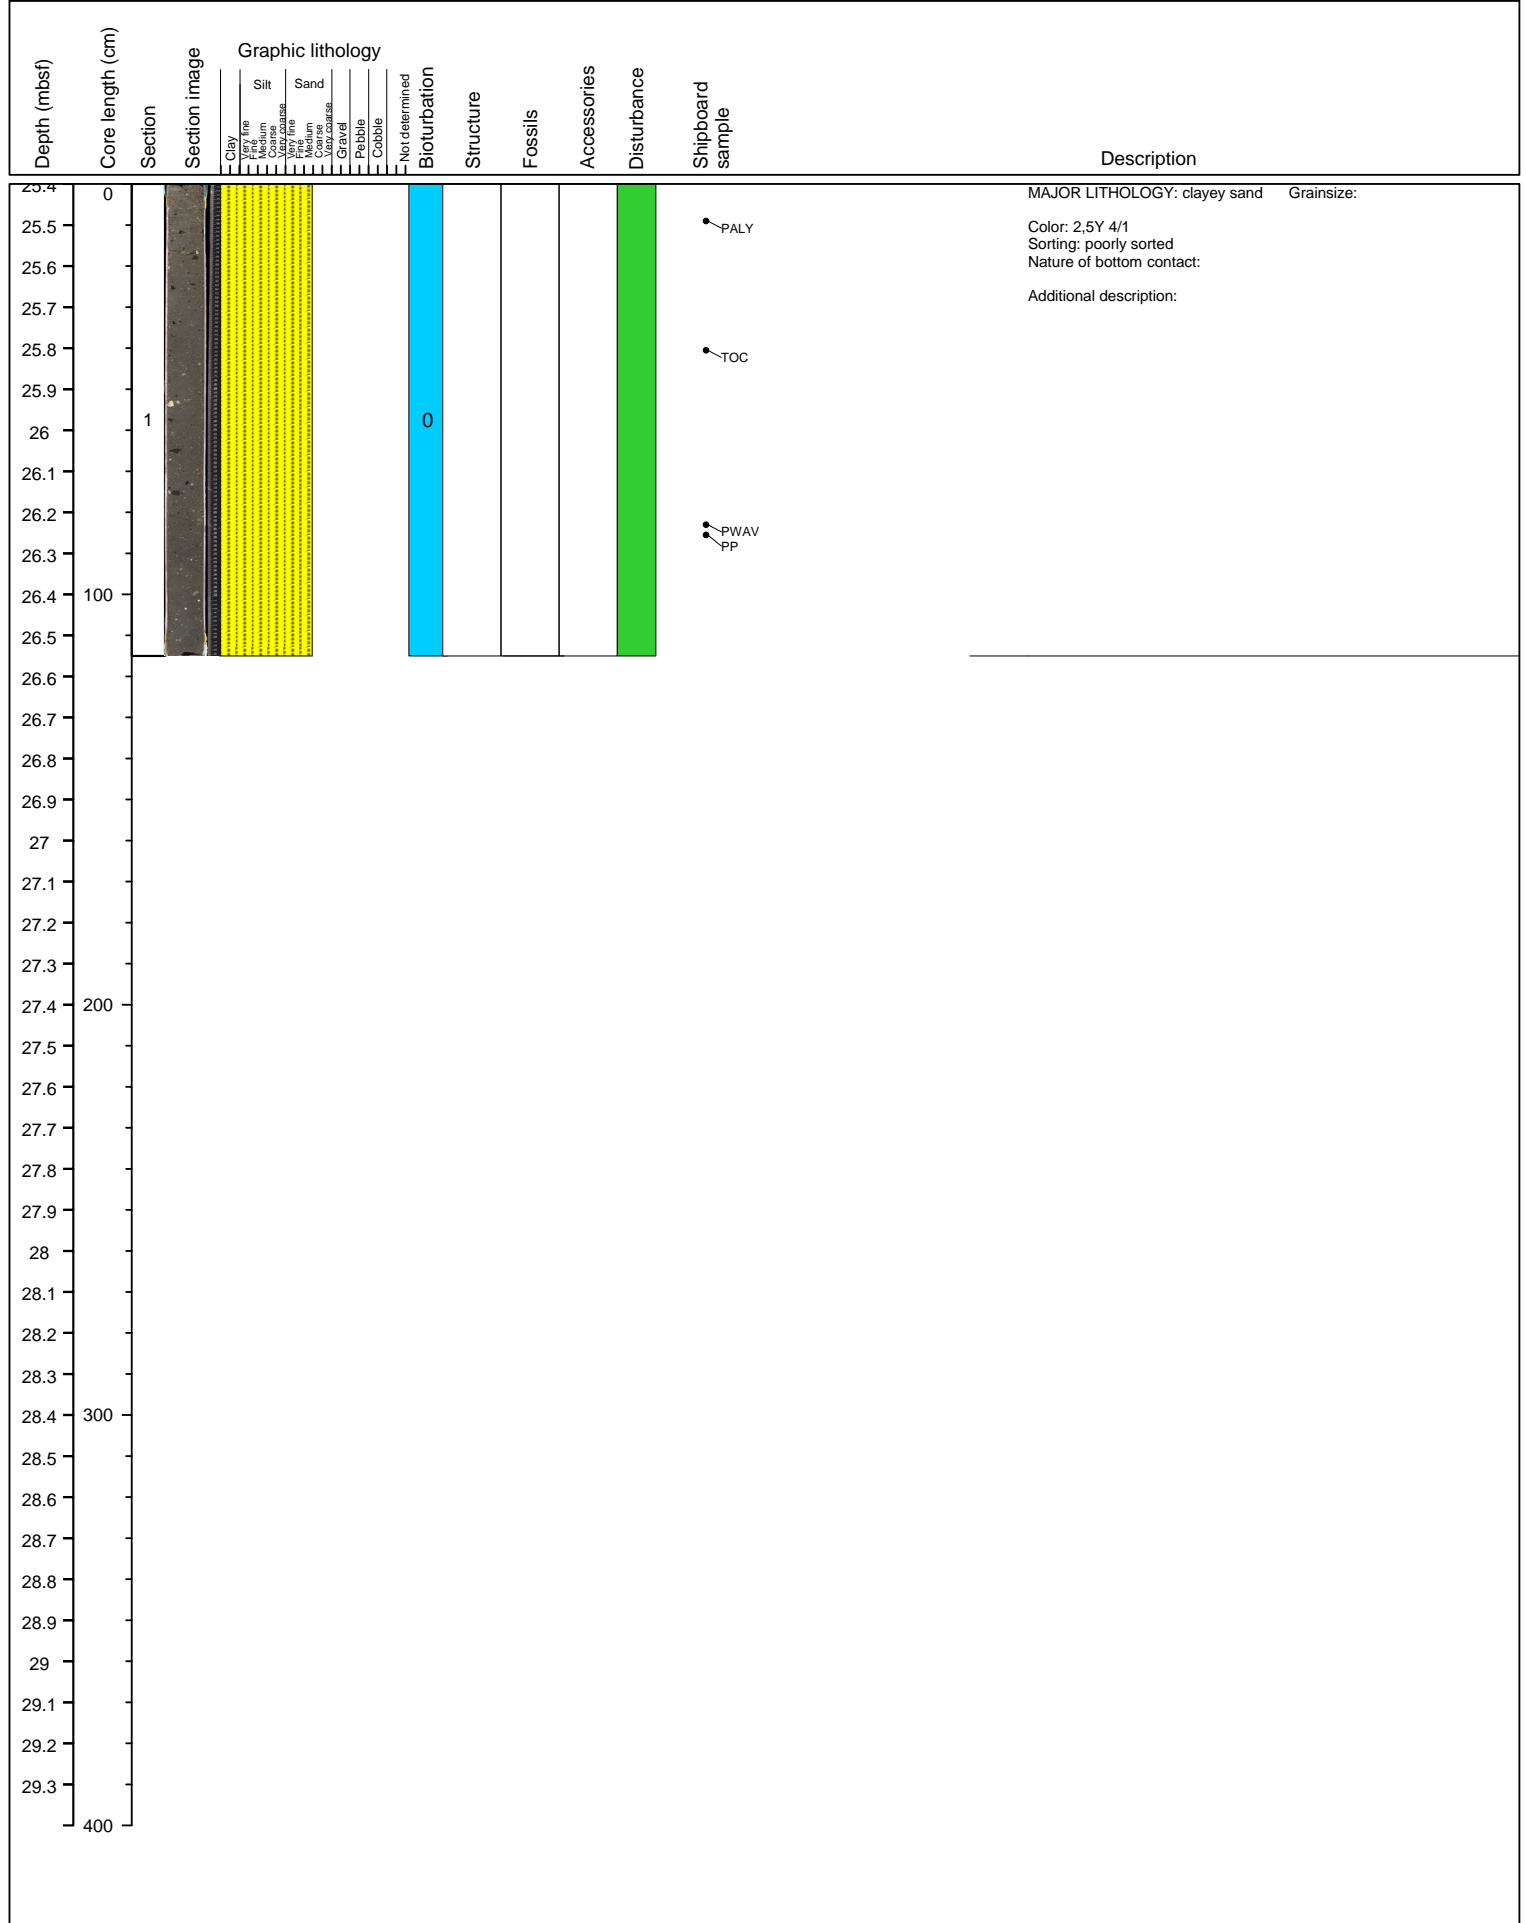 Depth (mbsf)
Core length (cm)
Section
Section image
Graphic lithology
Clay
Silt
Very fine
Fine
Medium
Coarse
Very coarse
Sand
Very fine
Fine
Medium
Coarse
Very coarse
Gravel
Pebble
Cobble
Not determined
Bioturbation
Structure
Fossils
Accessories
Disturbance
Shipboard
sample
Description
25.4
25.5
25.6
25.7
25.8
25.9
26
26.1
26.2
26.3
26.4
26.5
26.6
26.7
26.8
26.9
27
27.1
27.2
27.3
27.4
27.5
27.6
27.7
27.8
27.9
28
28.1
28.2
28.3
28.4
28.5
28.6
28.7
28.8
28.9
29
29.1
29.2
29.3
0
100
200
300
400
1
0
PALY
TOC
PWAV
PP
MAJOR LITHOLOGY: clayey sand Grainsize:
Color: 2,5Y 4/1
Sorting: poorly sorted
Nature of bottom contact:
Additional description: